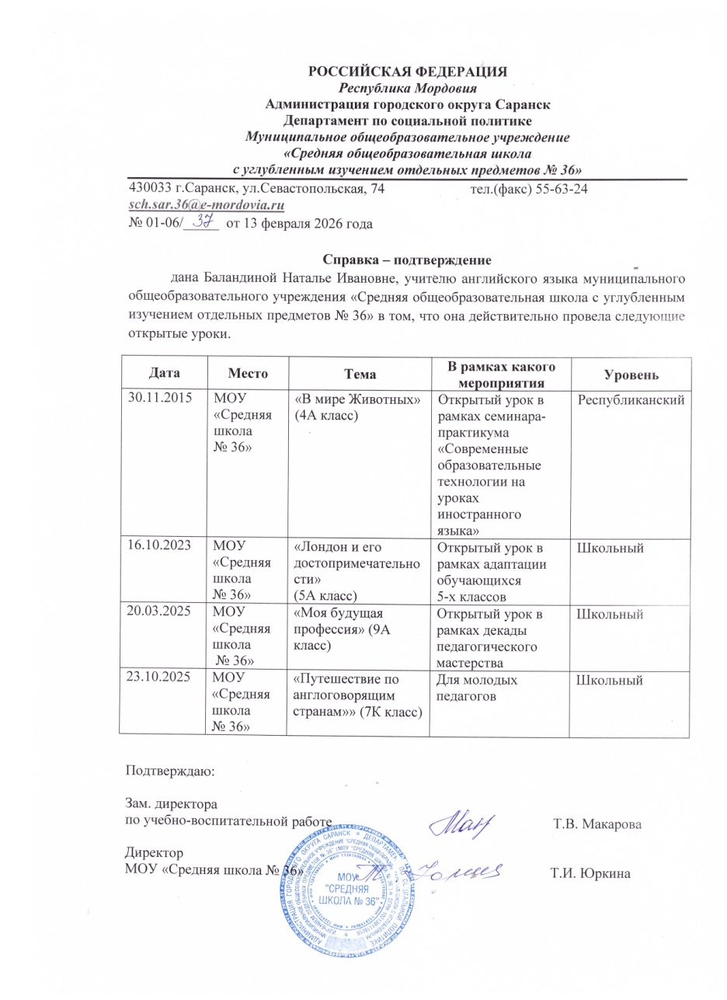 РОССИЙСКАЯ ФЕДЕРАЦИЯ
Республика Мордовия
Администрация городского округа Саранск
Департамент по социальной политике
Муниципальное общеобразовательное учреждение
«Средняя общеобразовательная школа
с углубленным изучением отдельных предметов № 36»
430033 г.Саранск, ул.Севастопольская, 74 тел.(факс) 55-63-24
sch.sar.36@e-mordovia.ru
№ 01-06/ 37 от 13 февраля 2026 года
Справка – подтверждение
дана Баландиной Наталье Ивановне, учителю английского языка муниципального
общеобразовательного учреждения «Средняя общеобразовательная школа с углубленным
изучением отдельных предметов № 36» в том, что она действительно провела следующие
открытые уроки.
Дата Место Тема В рамках какого
мероприятия Уровень
30.11.2015 МОУ «В мире Животных» Открытый урок в Республиканский
«Средняя (4А класс) рамках семинара-
школа практикума
№ 36» «Современные
образовательные
технологии на
уроках
иностранного
языка»
16.10.2023 МОУ «Лондон и его Открытый урок в Школьный
«Средняя достопримечательно рамках адаптации
школа сти» обучающихся
№ 36» (5А класс) 5-х классов
20.03.2025 МОУ «Моя будущая Открытый урок в Школьный
«Средняя профессия» (9А рамках декады
школа класс) педагогического
№ 36» мастерства
23.10.2025 МОУ «Путешествие по Для молодых Школьный
«Средняя англоговорящим педагогов
школа странам»» (7К класс)
№ 36»
Подтверждаю:
Зам. директора
по учебно-воспитательной работе Т.В. Макарова
Директор
МОУ «Средняя школа № 36» Т.И. Юркина
МОУ
"СРЕДНЯЯ
ШКОЛА № 36"